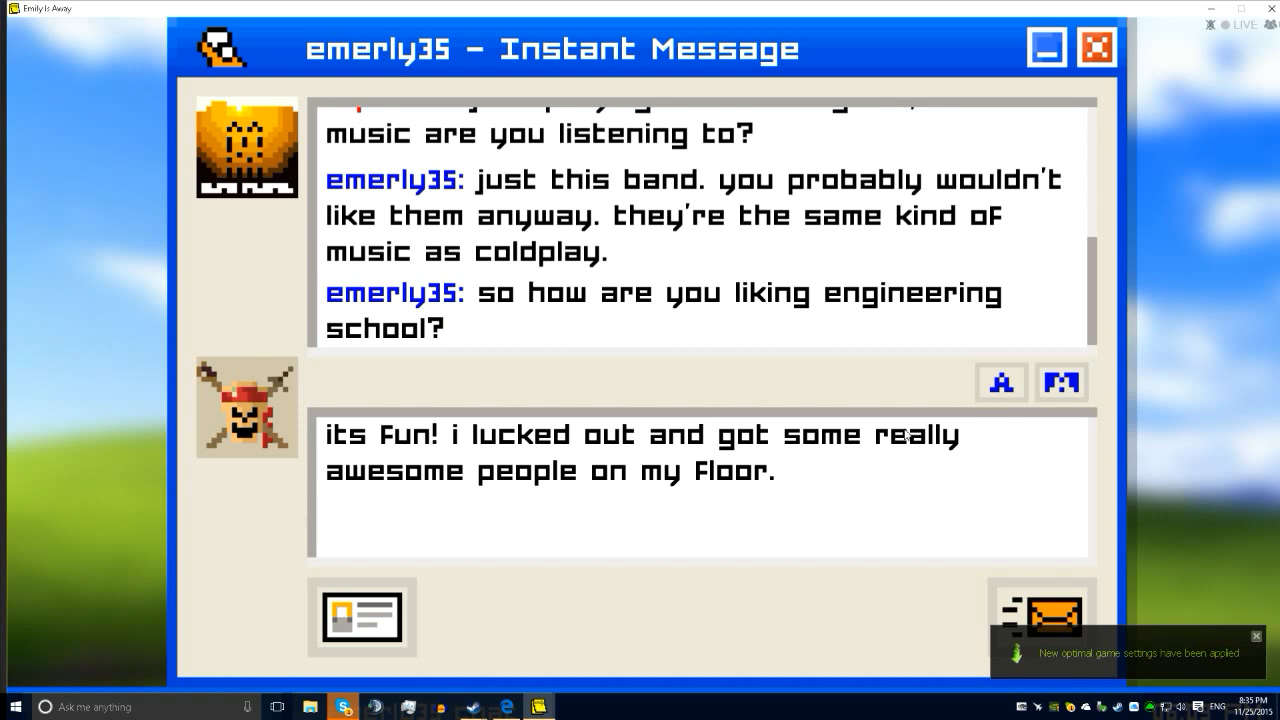 Emily Is Away
LIVE
emerly35 - Instant Message
music are you listening to?
emerly35: just this band. you probably wouldn't
like them anyway. they're the same kind of
music as coldplay.
emerly35: so how are you liking engineering
school?
its fun! i lucked out and got some really
awesome people on my floor.
New optimal game settings have been applied
Ask me anything
ENG
8:35 PM
11/25/2015